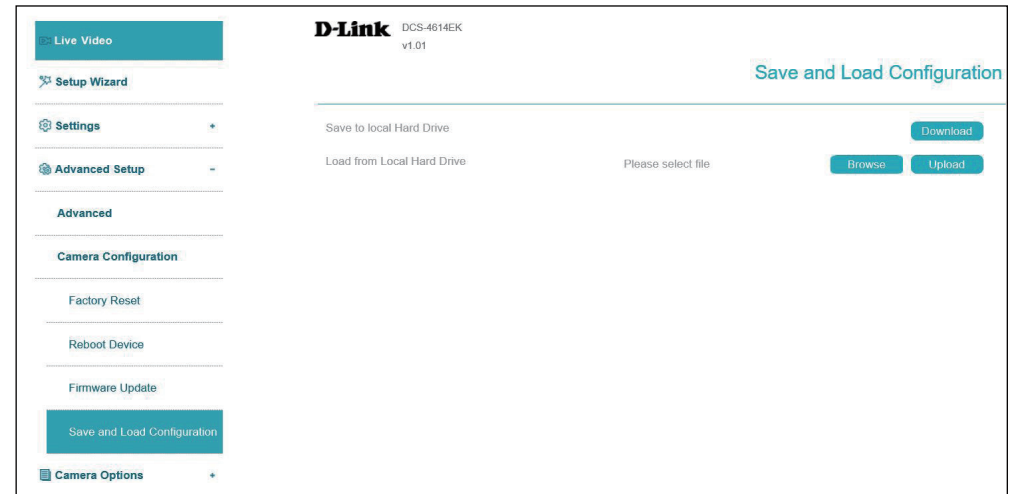 Live Video
Setup Wizard
Settings +
Advanced Setup -
Advanced
Camera Configuration
Factory Reset
Reboot Device
Firmware Update
Save and Load Configuration
Camera Options +
D-Link DCS-4614EK
v1.01
Save and Load Configuration
Save to local Hard Drive Download
Load from Local Hard Drive Please select file Browse Upload